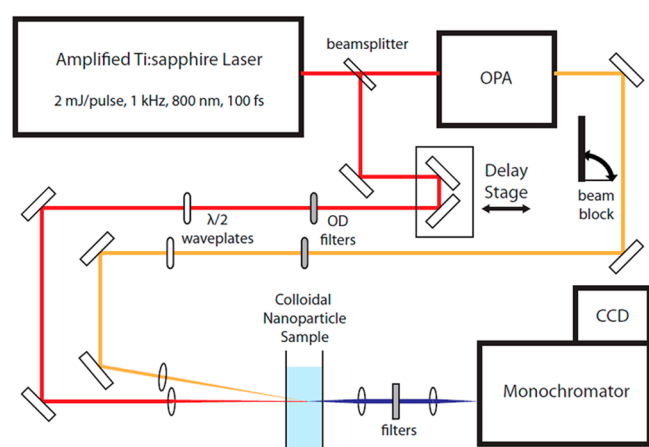 Amplified Ti:sapphire Laser
2 mJ/pulse, 1 kHz, 800 nm, 100 fs
beamsplitter
OPA
Delay
Stage
beam
block
λ/2
waveplates
OD
filters
Colloidal
Nanoparticle
Sample
filters
CCD
Monochromator